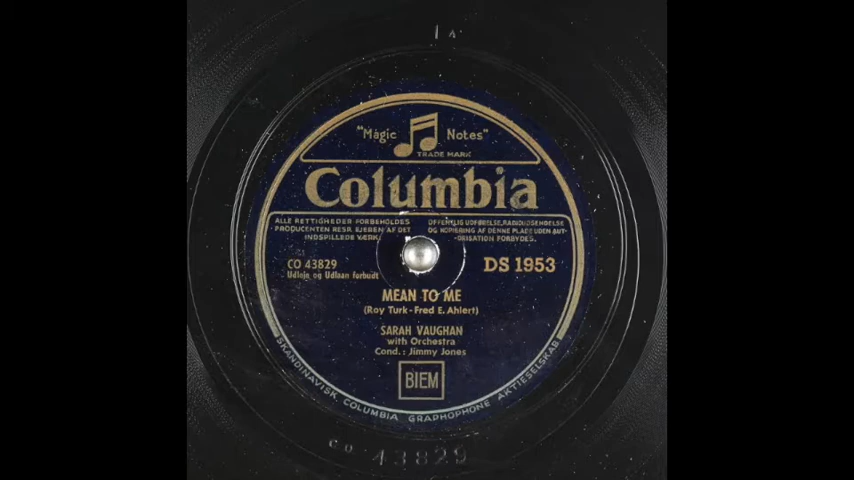 1 A
"Magic Notes"
TRADE MARK
Columbia
ALLE RETTIGHEDER FORBEHOLDES
PRODUCENTEN RESP. EJEREN AF DET
INDSPILLEDE VÆRK.
OFFENTLIG UDFØRELSE, RADIOUDSENDELSE
OG KOPIERING AF DENNE PLADE UDEN AUT-
ORISATION FORBYDES.
CO 43829
Udleje og Udlaan forbudt
DS 1953
MEAN TO ME
(Roy Turk-Fred E. Ahlert)
SARAH VAUGHAN
with Orchestra
Cond.: Jimmy Jones
BIEM
SKANDINAVISK COLUMBIA GRAPHOPHONE AKTIESELSKAB
CO 43829